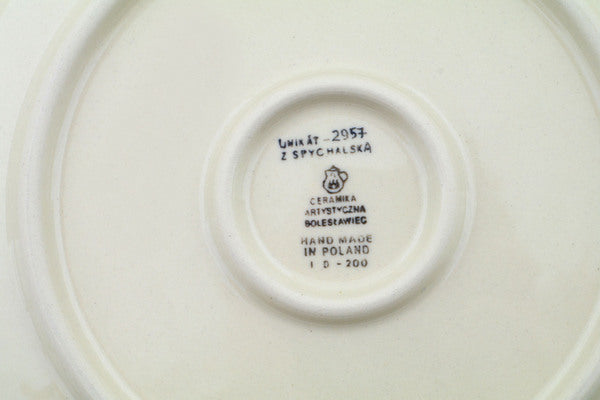 UNIKAT - 2957
Z SPYCHALSKA
CERAMIKA
ARTYSTYCZNA
BOLESŁAWIEC
HAND MADE
IN POLAND
I D - 200